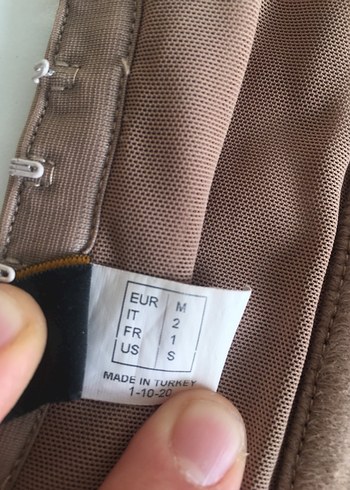 EUR M
IT 2
FR 1
US S
MADE IN TURKEY
1-10-20